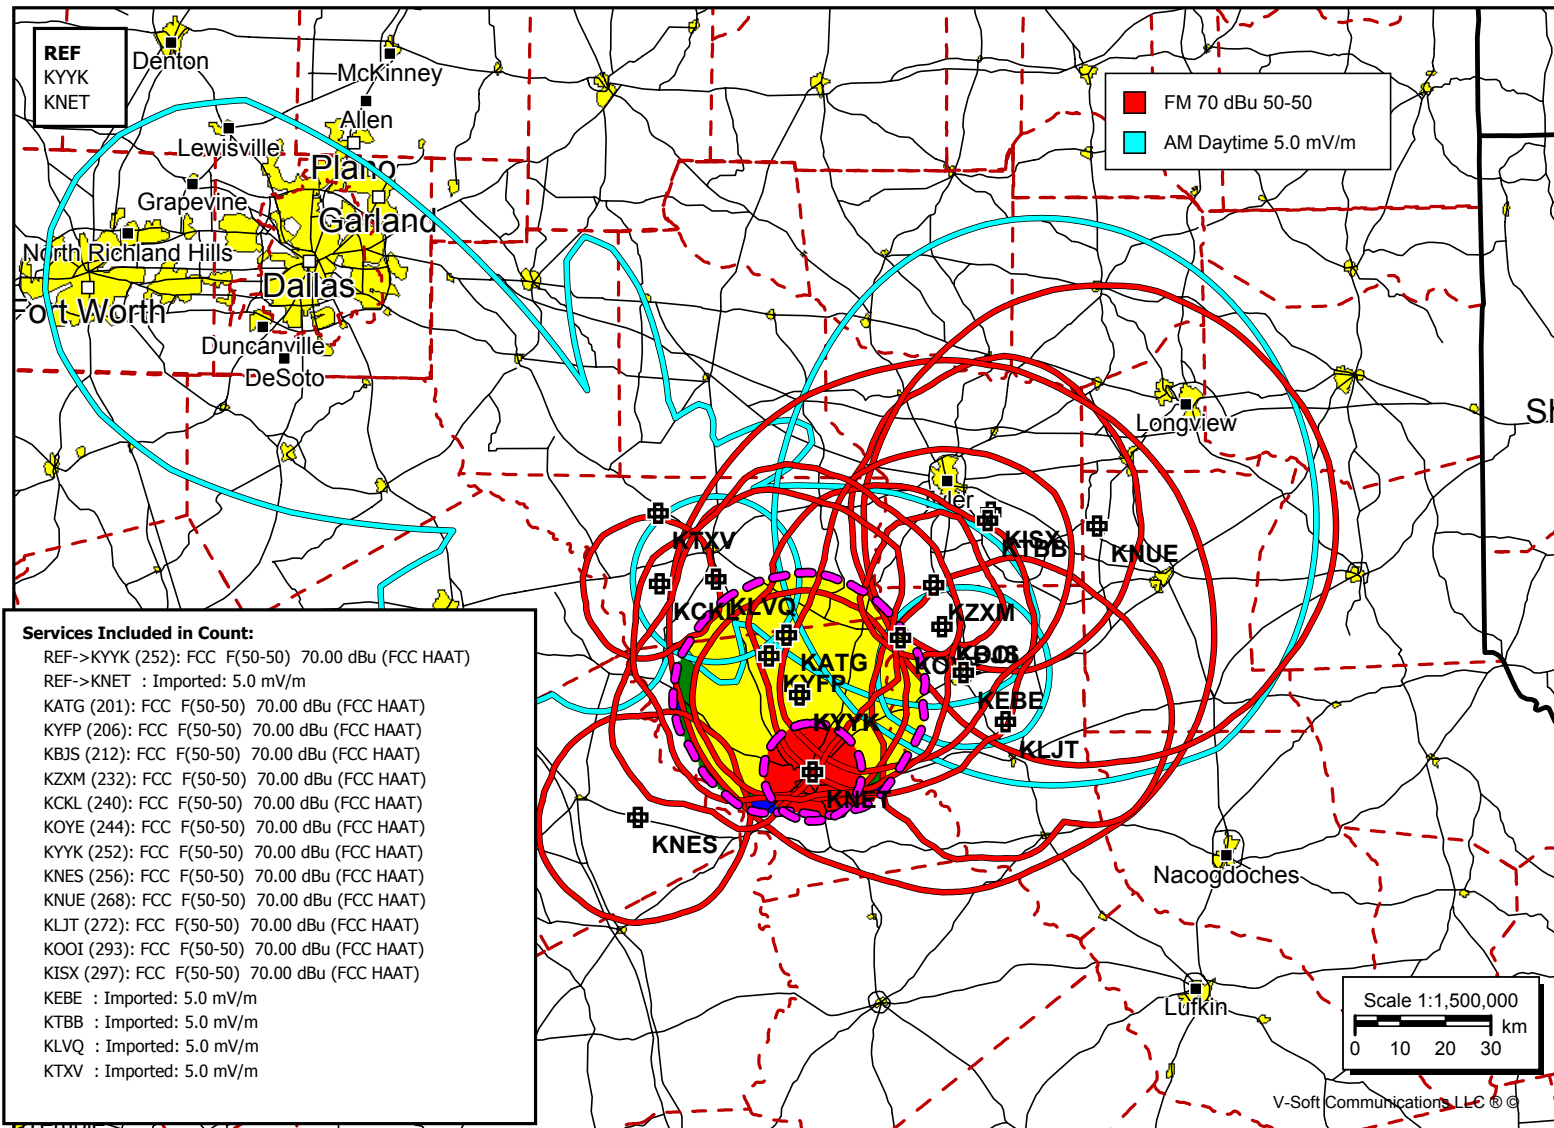 REF
KYYK
KNET
Denton
McKinney
Allen
Lewisville
Plano
Grapevine
Garland
North Richland Hills
Dallas
Fort Worth
Duncanville
DeSoto
FM 70 dBu 50-50
AM Daytime 5.0 mV/m
Longview
Sh
KTXV
KISX
KTBB
KNUE
KCKL
KLVQ
KZXM
KATG
KYFP
KEBE
KYYK
KLJT
KNET
KNES
Nacogdoches
Lufkin
Services Included in Count:
REF->KYYK (252): FCC F(50-50) 70.00 dBu (FCC HAAT)
REF->KNET : Imported: 5.0 mV/m
KATG (201): FCC F(50-50) 70.00 dBu (FCC HAAT)
KYFP (206): FCC F(50-50) 70.00 dBu (FCC HAAT)
KBJS (212): FCC F(50-50) 70.00 dBu (FCC HAAT)
KZXM (232): FCC F(50-50) 70.00 dBu (FCC HAAT)
KCKL (240): FCC F(50-50) 70.00 dBu (FCC HAAT)
KOYE (244): FCC F(50-50) 70.00 dBu (FCC HAAT)
KYYK (252): FCC F(50-50) 70.00 dBu (FCC HAAT)
KNES (256): FCC F(50-50) 70.00 dBu (FCC HAAT)
KNUE (268): FCC F(50-50) 70.00 dBu (FCC HAAT)
KLJT (272): FCC F(50-50) 70.00 dBu (FCC HAAT)
KOOI (293): FCC F(50-50) 70.00 dBu (FCC HAAT)
KISX (297): FCC F(50-50) 70.00 dBu (FCC HAAT)
KEBE : Imported: 5.0 mV/m
KTBB : Imported: 5.0 mV/m
KLVQ : Imported: 5.0 mV/m
KTXV : Imported: 5.0 mV/m
Scale 1:1,500,000
km
0 10 20 30
V-Soft Communications LLC ® ©